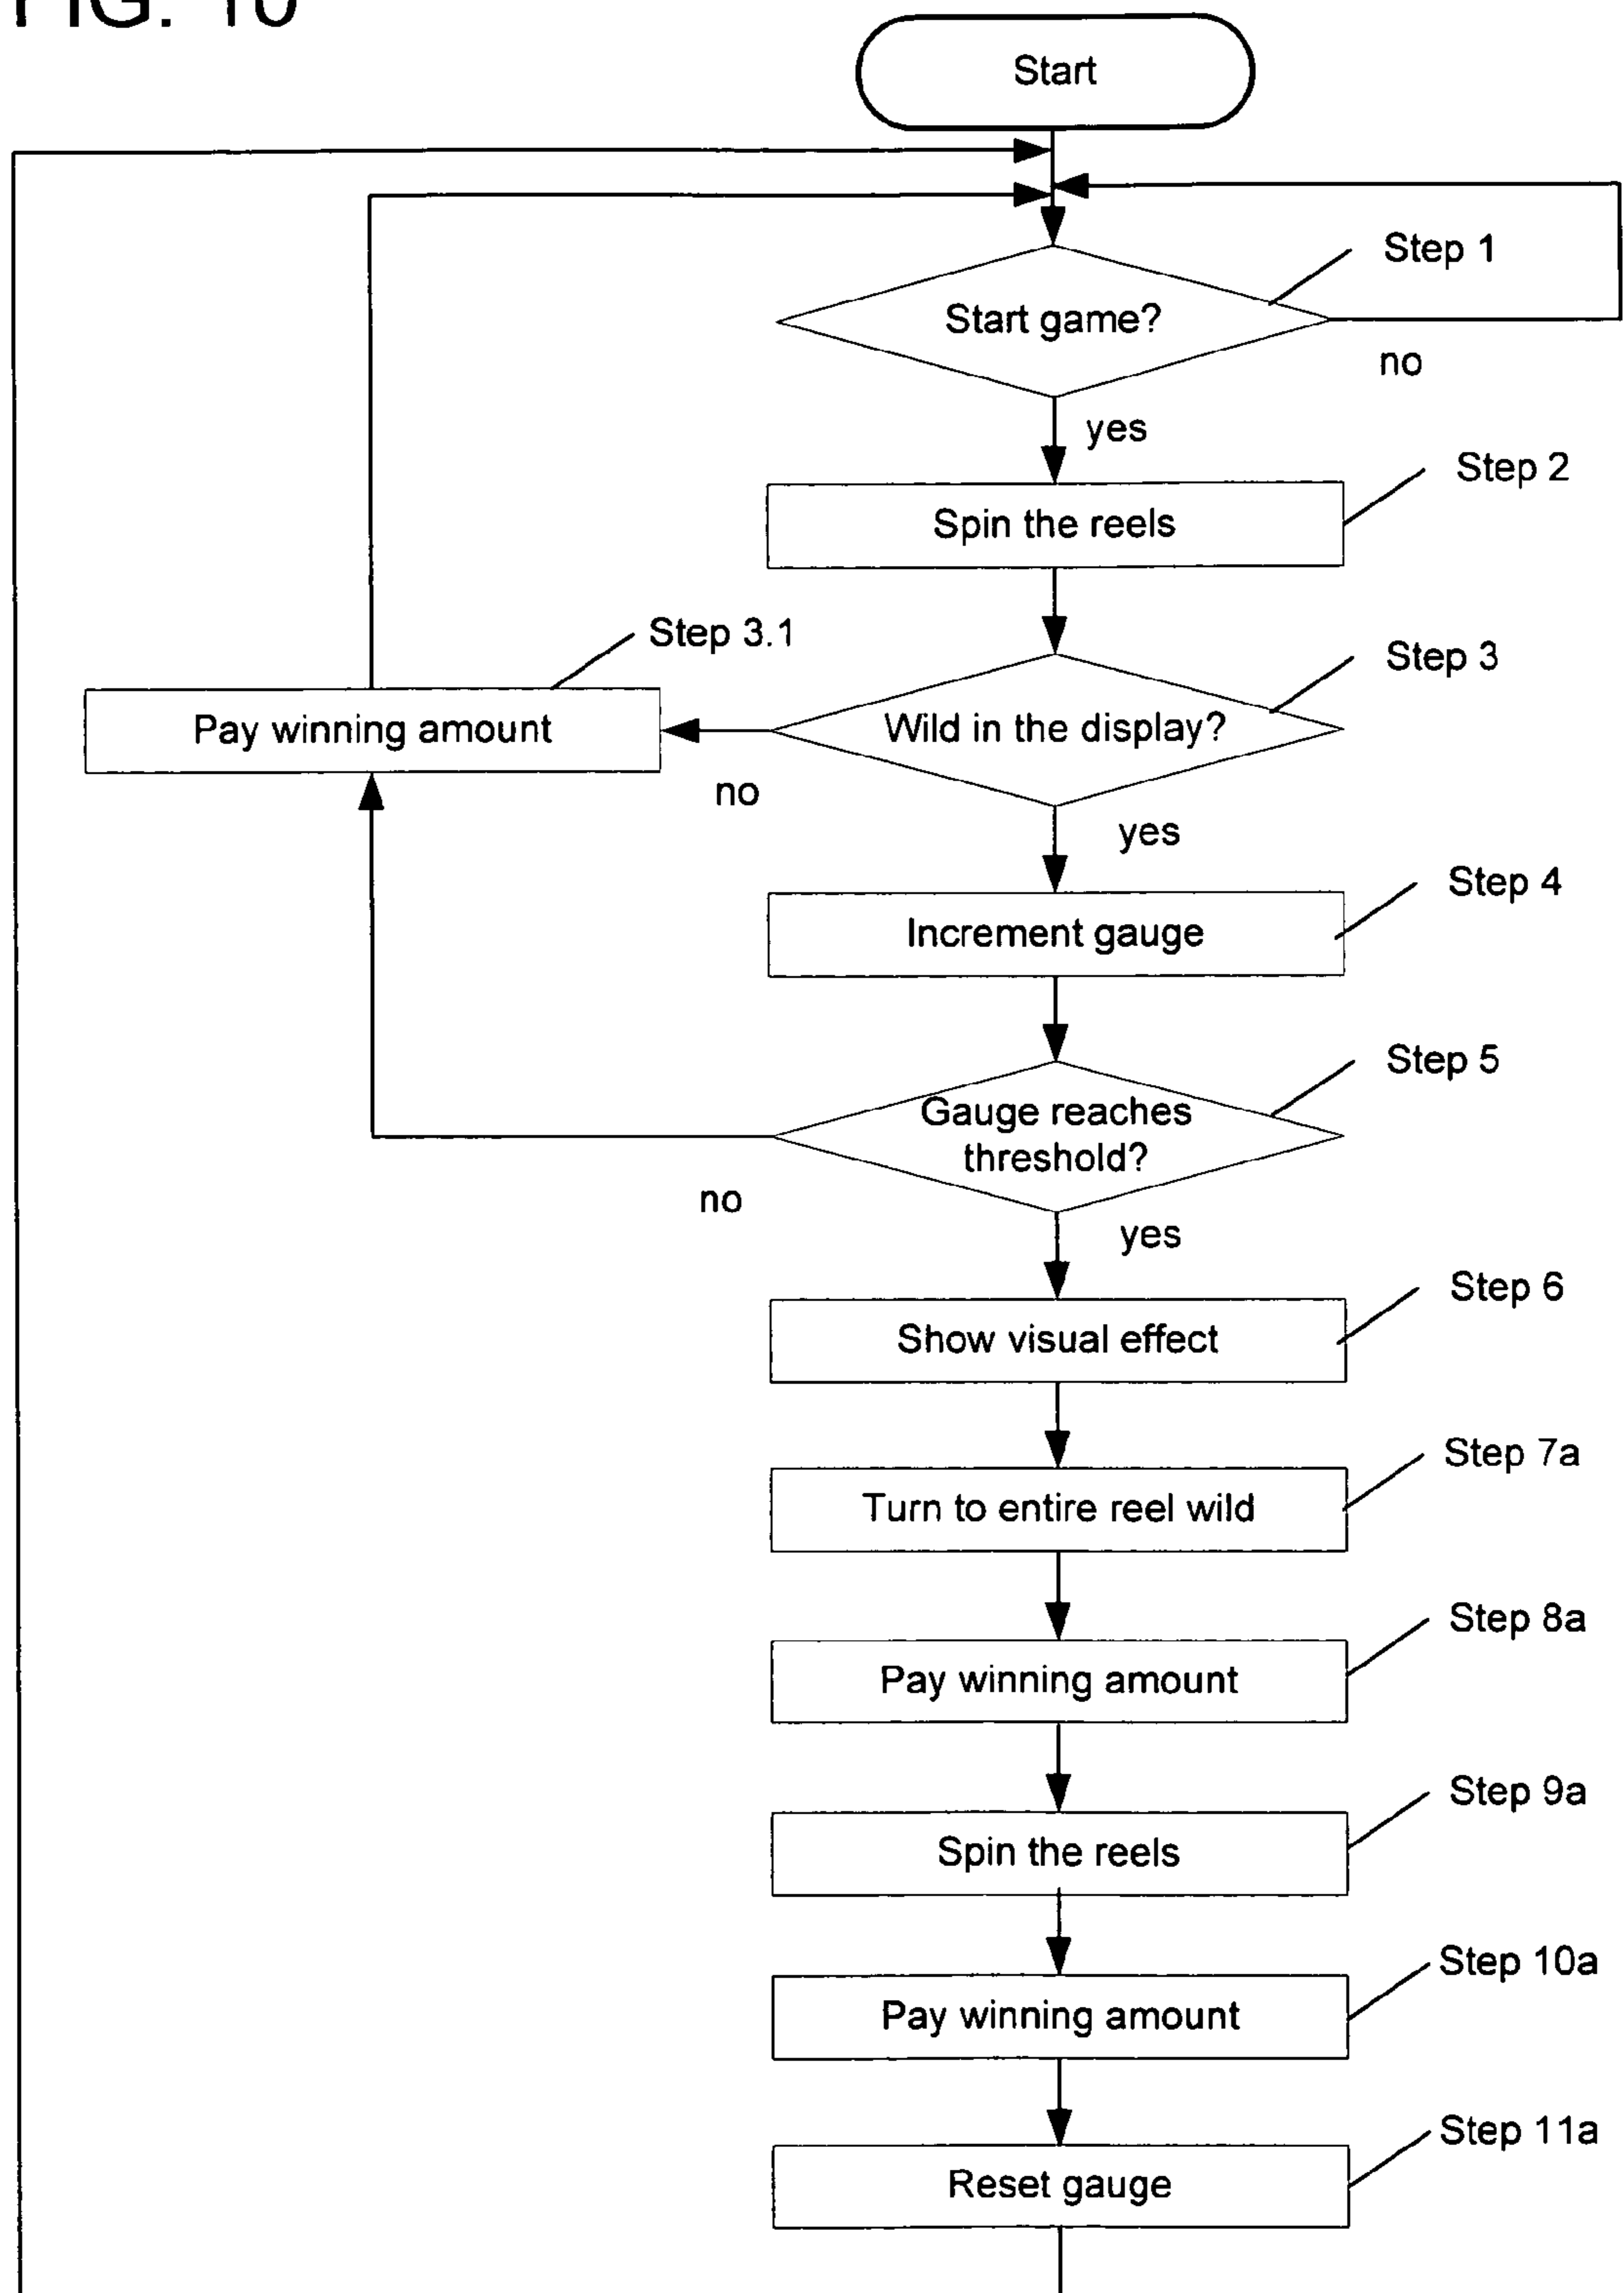 FIG. 10
Start
Step 1
Start game?
no
yes
Step 2
Spin the reels
Step 3.1
Step 3
Pay winning amount
Wild in the display?
no
yes
Step 4
Increment gauge
Step 5
Gauge reaches
threshold?
no
yes
Step 6
Show visual effect
Step 7a
Turn to entire reel wild
Step 8a
Pay winning amount
Step 9a
Spin the reels
Step 10a
Pay winning amount
Step 11a
Reset gauge